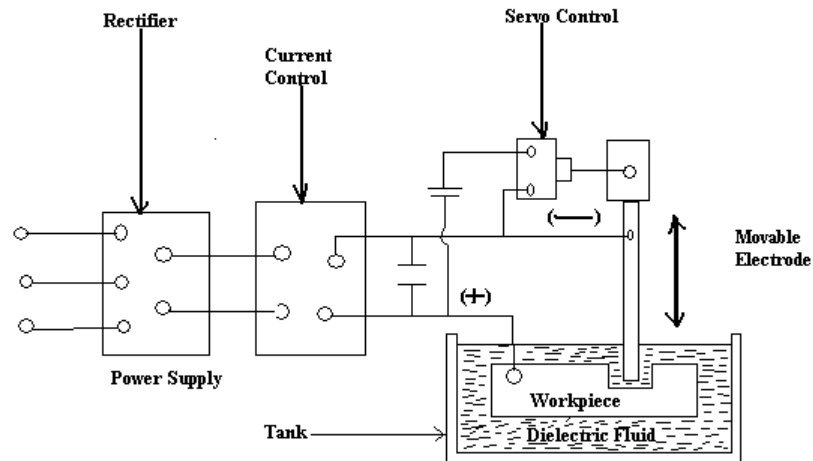 Rectifier
Servo Control
Current
Control
(—)
Movable
Electrode
(+)
Power Supply
Workpiece
Tank
Dielectric Fluid